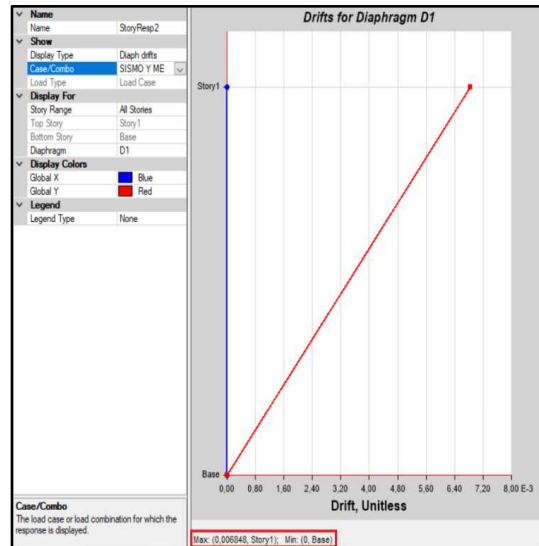 Name
Name StoryResp2
Show
Display Type Diaph drifts
Case/Combo SISMO Y ME
Load Type Load Case
Display For
Story Range All Stories
Top Story Story1
Bottom Story Base
Diaphragm D1
Display Colors
Global X Blue
Global Y Red
Legend
Legend Type None
Case/Combo
The load case or load combination for which the
response is displayed.
Drifts for Diaphragm D1
Story1
Base
0,00 0,80 1,60 2,40 3,20 4,00 4,80 5,60 6,40 7,20 8,00 E-3
Drift, Unitless
Max: (0,006848, Story1); Min: (0, Base)